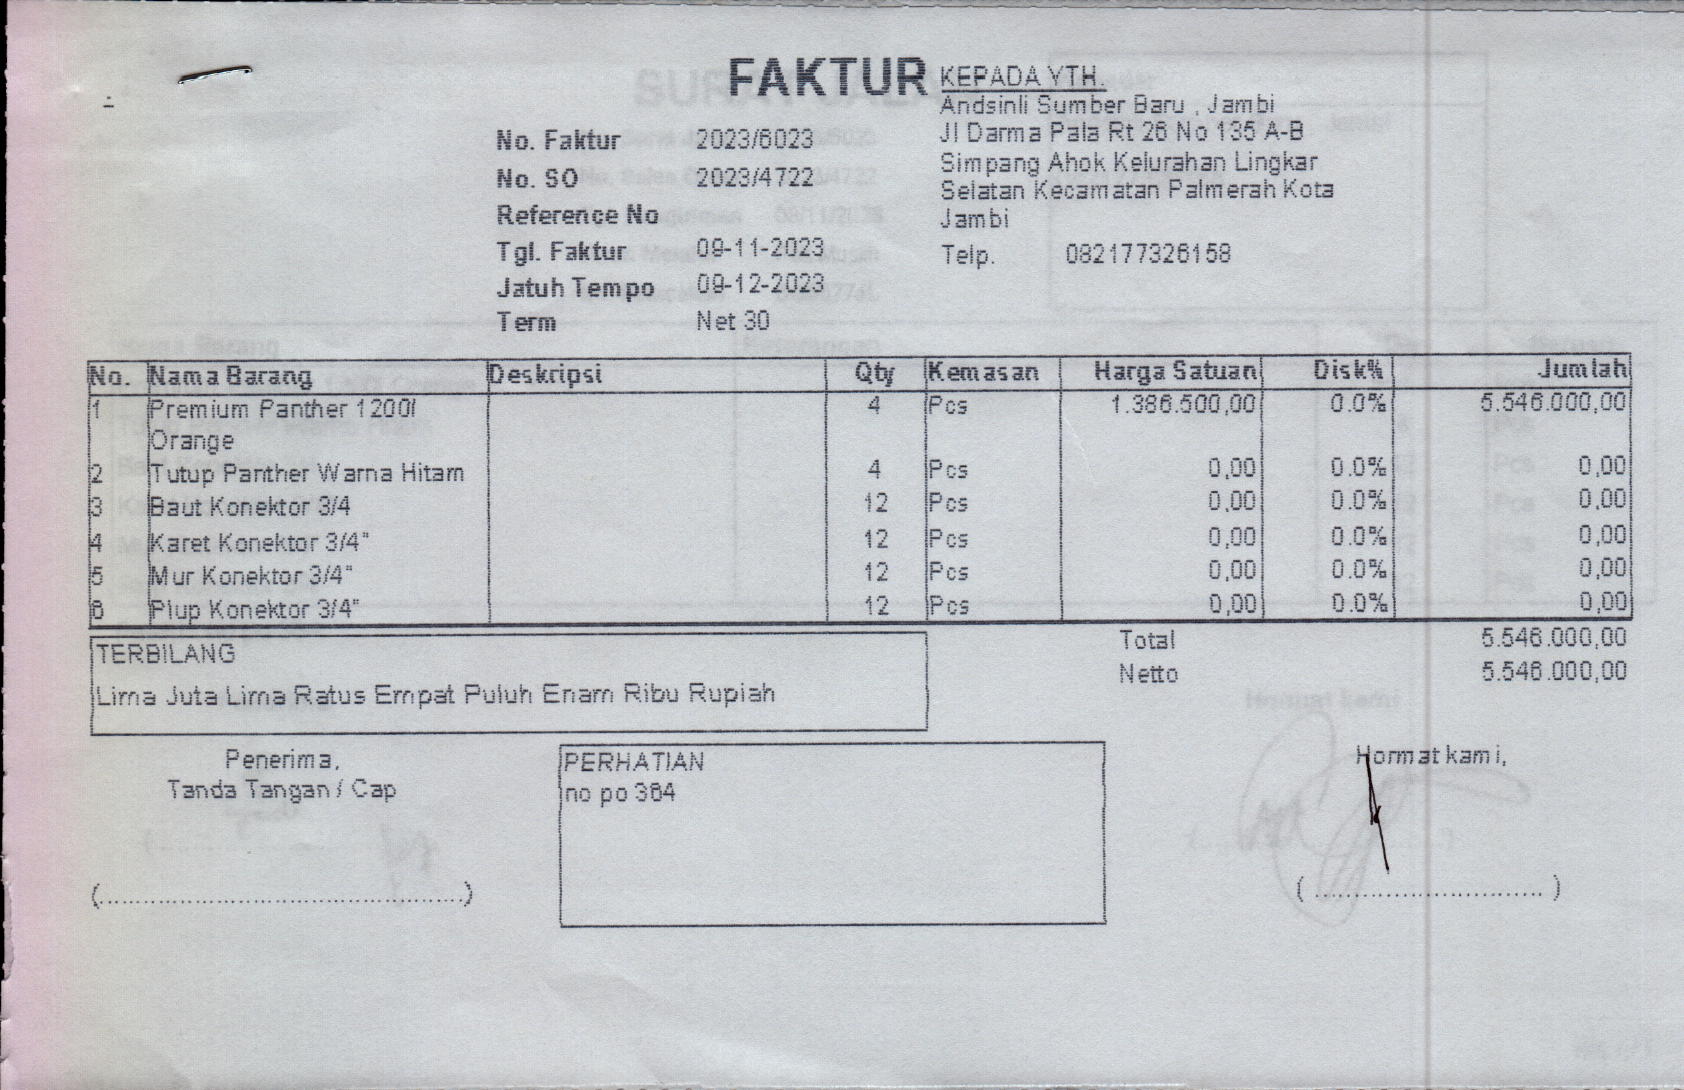 FAKTUR
No. Faktur 2023/6023
No. SO 2023/4722
Reference No
Tgl. Faktur 09-11-2023
Jatuh Tempo 09-12-2023
Term Net 30
KEPADA YTH.
Andsinli Sumber Baru , Jambi
Jl Darma Pala Rt 26 No 135 A-B
Simpang Ahok Kelurahan Lingkar
Selatan Kecamatan Palmerah Kota
Jambi
Telp. 082177326158
No. Nama Barang Deskripsi Qty Kemasan Harga Satuan Disk% Jumlah
1 Premium Panther 1200l 4 Pcs 1.386.500,00 0.0% 5.546.000,00
Orange
2 Tutup Panther Warna Hitam 4 Pcs 0,00 0.0% 0,00
3 Baut Konektor 3/4 12 Pcs 0,00 0.0% 0,00
4 Karet Konektor 3/4" 12 Pcs 0,00 0.0% 0,00
5 Mur Konektor 3/4" 12 Pcs 0,00 0.0% 0,00
6 Plup Konektor 3/4" 12 Pcs 0,00 0.0% 0,00
Total 5.546.000,00
Netto 5.546.000,00
TERBILANG
Lima Juta Lima Ratus Empat Puluh Enam Ribu Rupiah
Penerima,
Tanda Tangan / Cap
(................................................)
PERHATIAN
no po 364
Hormat kami,
( .............................. )